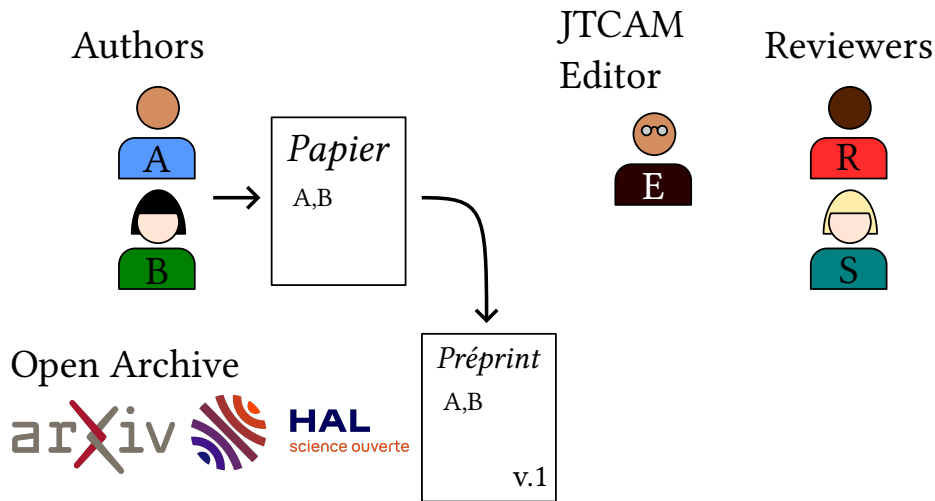 Authors
JTCAM
Editor
Reviewers
A
Papier
A,B
E
R
B
S
Open Archive
arXiv
HAL
science ouverte
Préprint
A,B
v.1